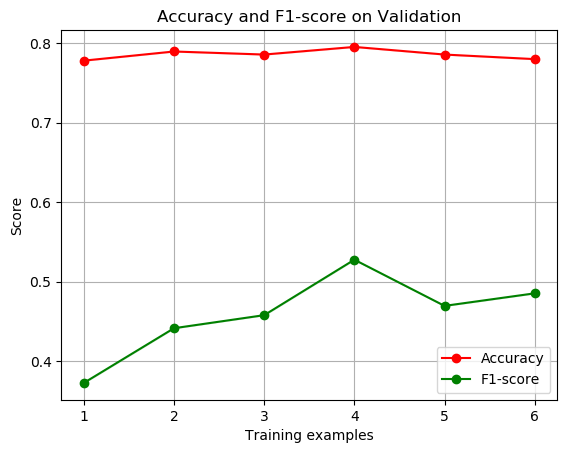 Accuracy and F1-score on Validation
Score
0.8
0.7
0.6
0.5
0.4
1 2 3 4 5 6
Training examples
Accuracy
F1-score